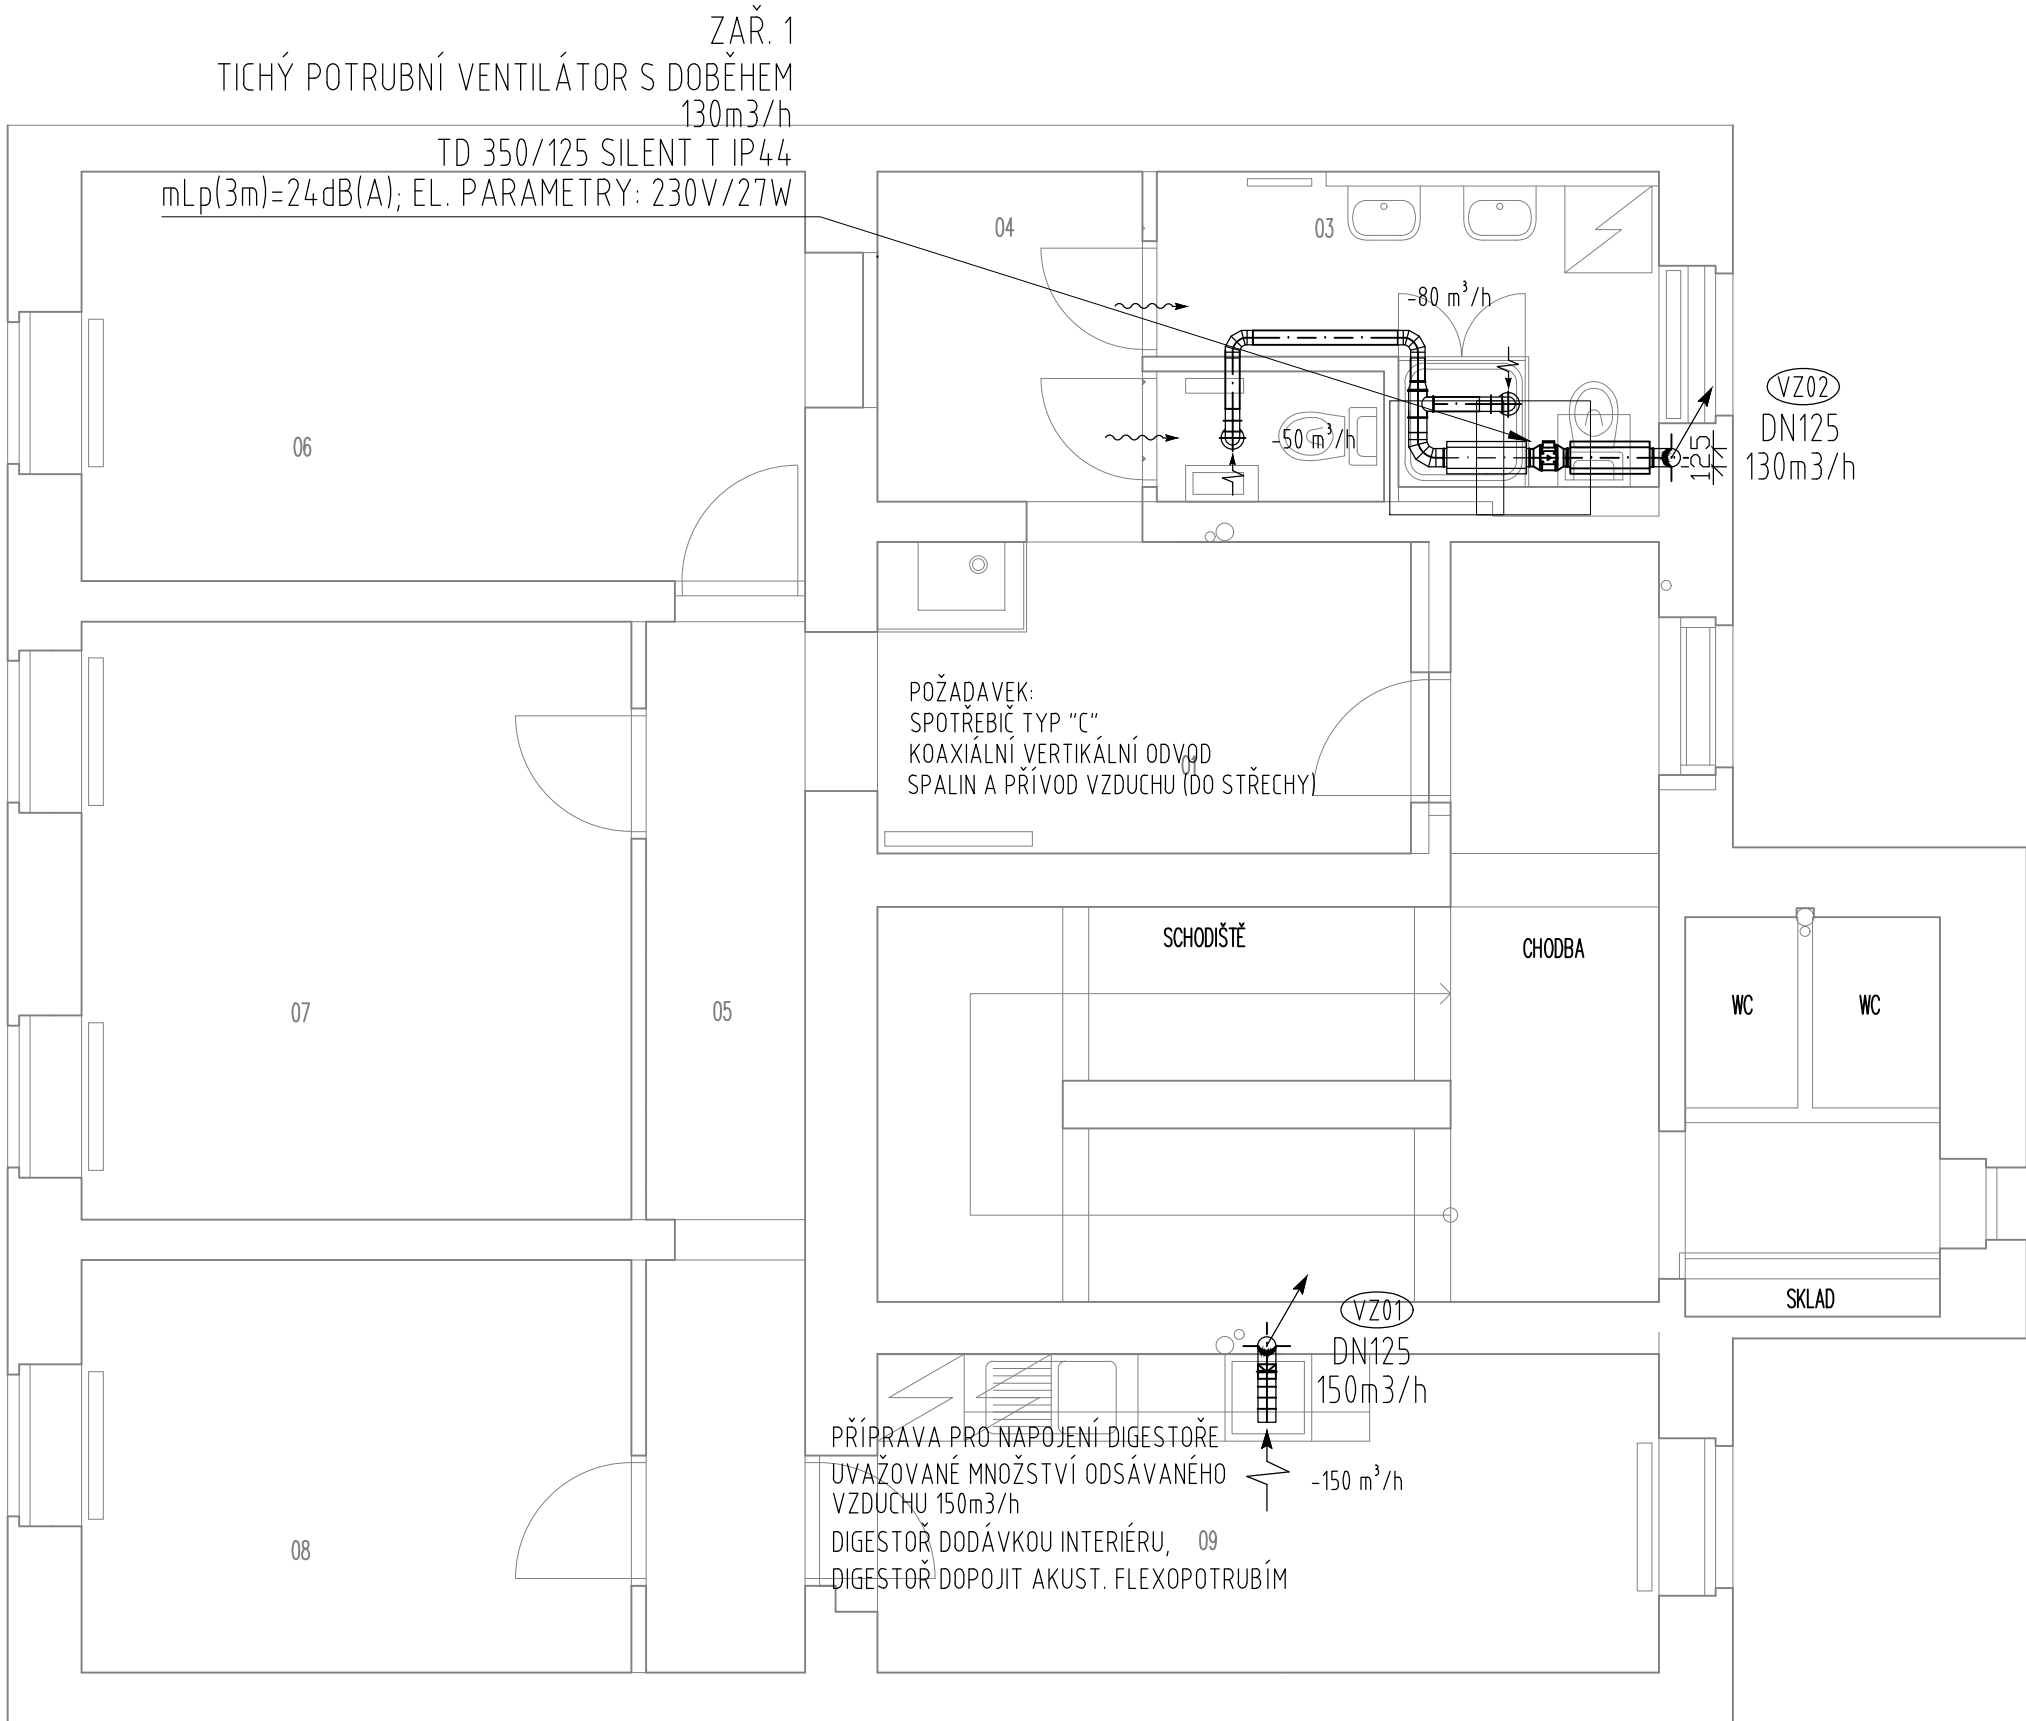 ZAŘ. 1
TICHÝ POTRUBNÍ VENTILÁTOR S DOBĚHEM
130m3/h
TD 350/125 SILENT T IP44
mLp(3m)=24dB(A); EL. PARAMETRY: 230V/27W
04
03
-80 m³/h
-50 m³/h
VZ02
DN125
130m3/h
125
06
POŽADAVEK:
SPOTŘEBIČ TYP "C"
KOAXIÁLNÍ VERTIKÁLNÍ ODVOD
SPALIN A PŘÍVOD VZDUCHU (DO STŘECHY)
01
SCHODIŠTĚ
CHODBA
WC
WC
07
05
SKLAD
VZ01
DN125
150m3/h
PŘÍPRAVA PRO NAPOJENÍ DIGESTOŘE
UVAŽOVANÉ MNOŽSTVÍ ODSÁVANÉHO
VZDUCHU 150m3/h
DIGESTOŘ DODÁVKOU INTERIÉRU,
DIGESTOŘ DOPOJIT AKUST. FLEXOPOTRUBÍM
-150 m³/h
08
09